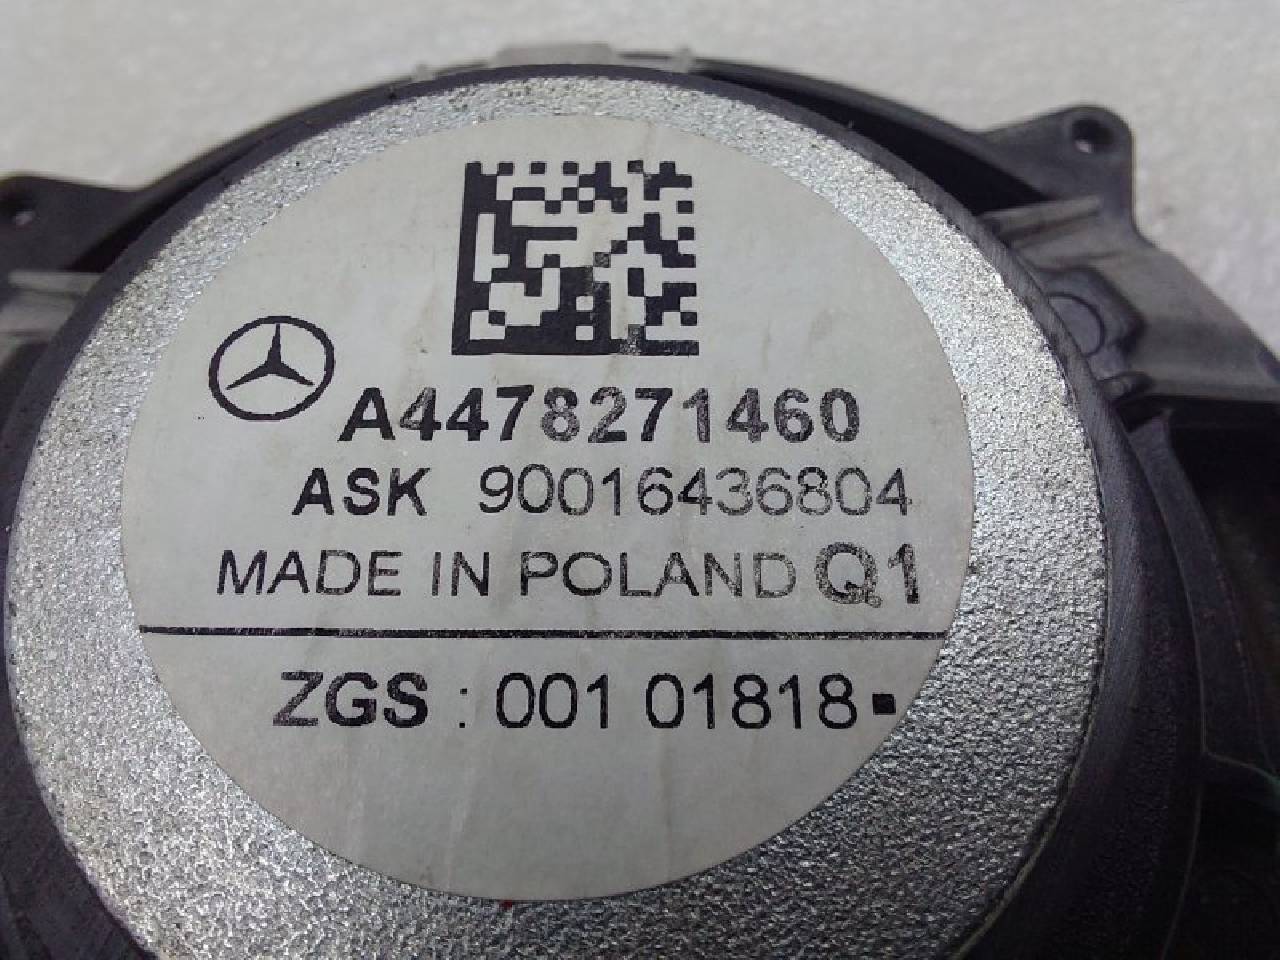 A4478271460
ASK 90016436804
MADE IN POLAND Q1
ZGS : 001 01818